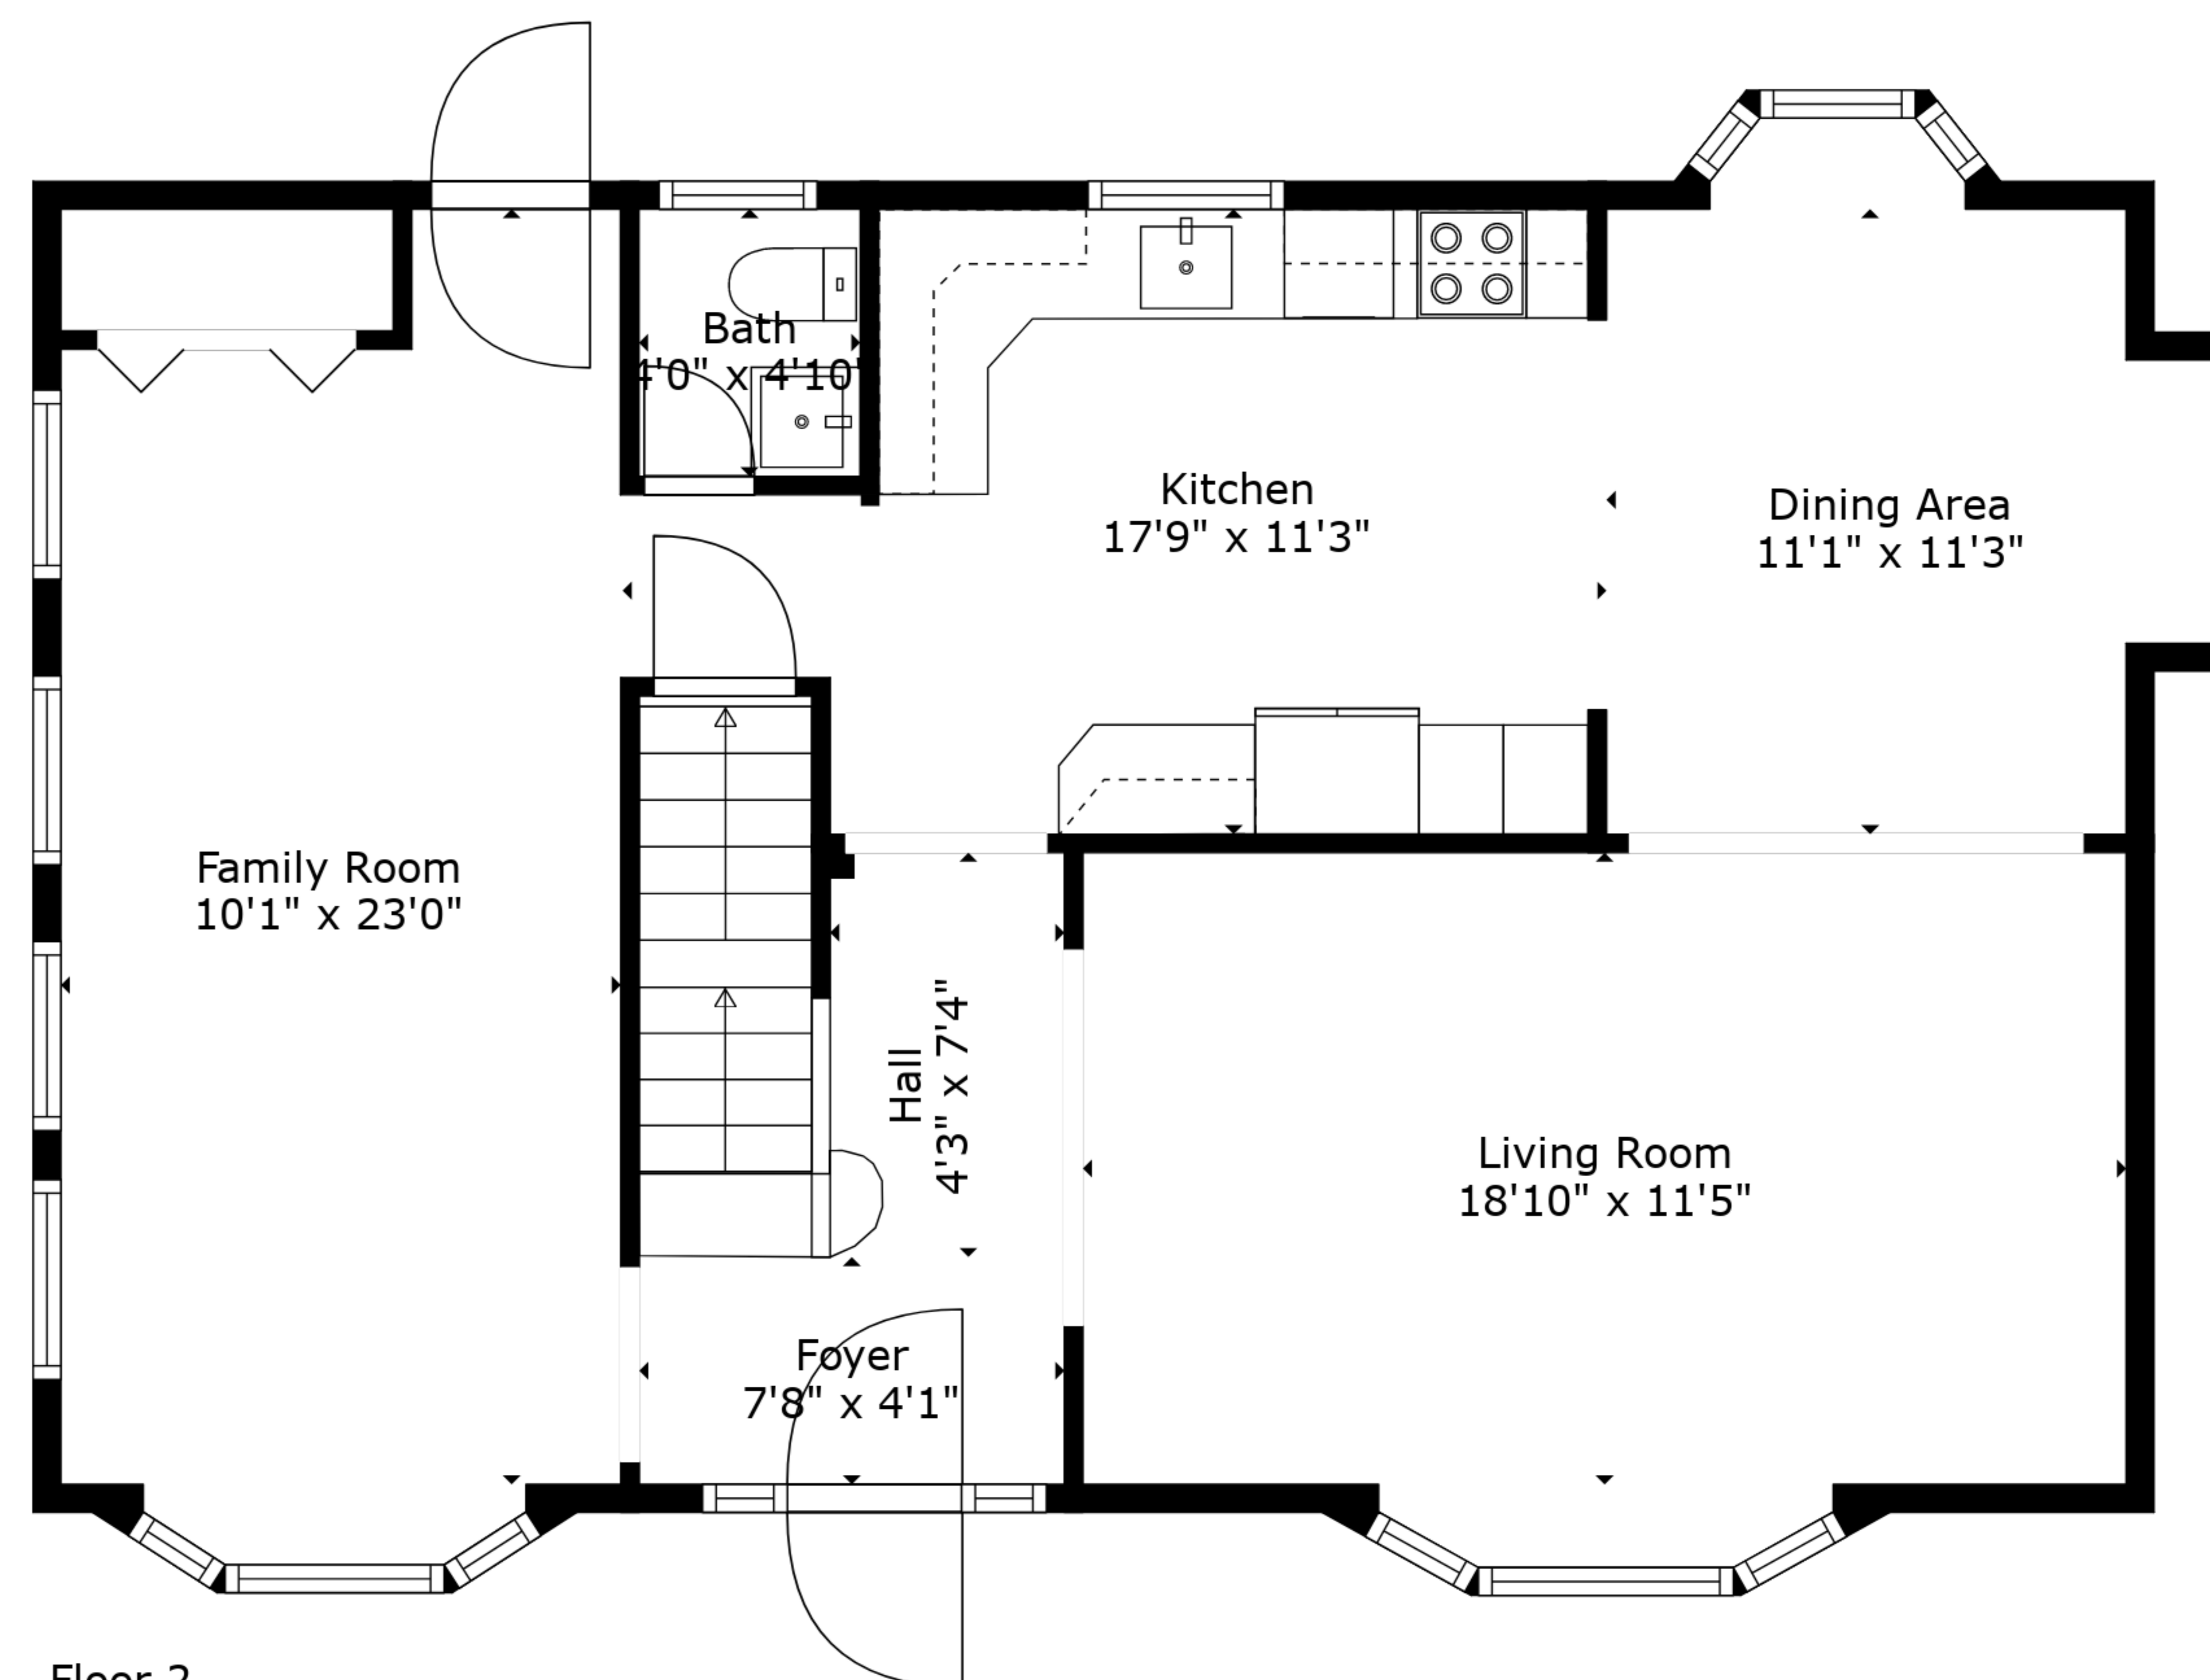 Bath
4'0" x 4'10"
Kitchen
17'9" x 11'3"
Dining Area
11'1" x 11'3"
Family Room
10'1" x 23'0"
Hall
4'3" x 7'4"
Living Room
18'10" x 11'5"
Foyer
7'8" x 4'1"
Floor 2